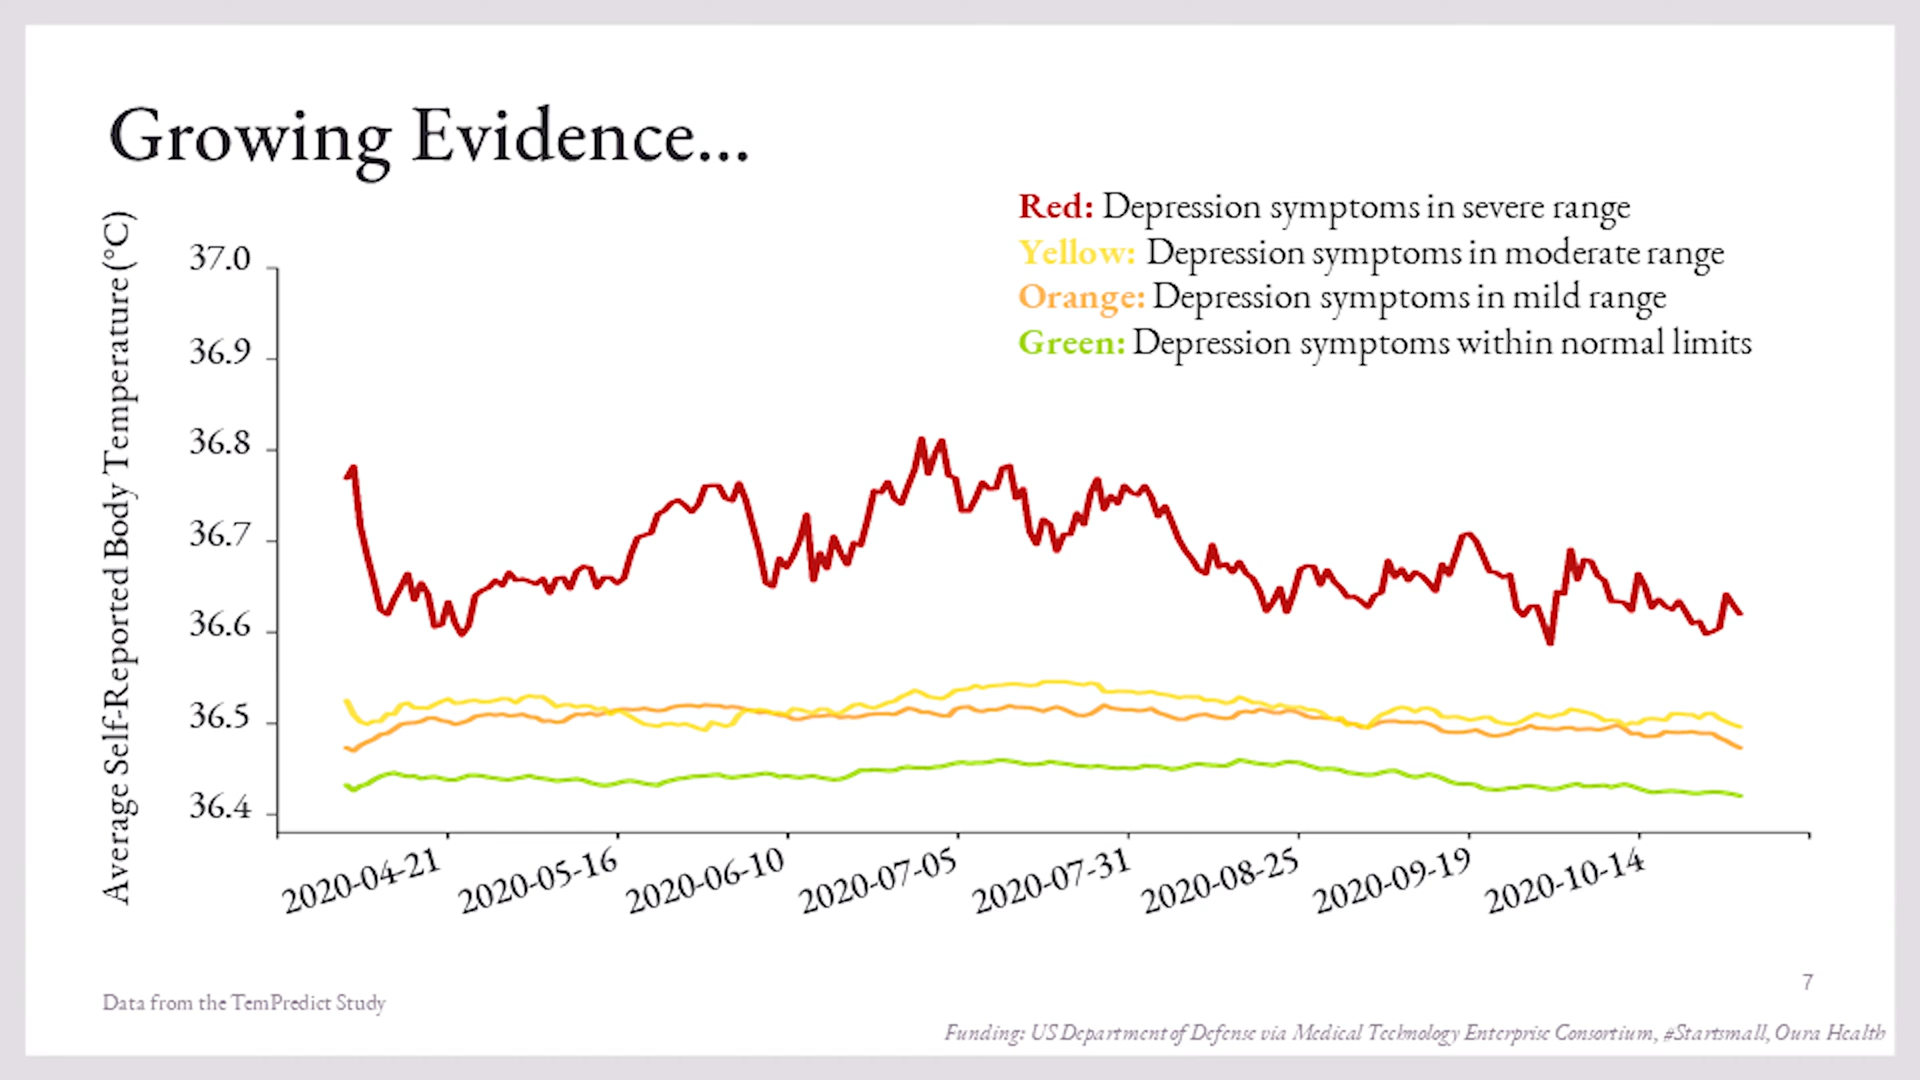 Growing Evidence...
Red: Depression symptoms in severe range
Yellow: Depression symptoms in moderate range
Orange: Depression symptoms in mild range
Green: Depression symptoms within normal limits
Average Self-Reported Body Temperature (°C)
37.0
36.9
36.8
36.7
36.6
36.5
36.4
2020-04-21
2020-05-16
2020-06-10
2020-07-05
2020-07-31
2020-08-25
2020-09-19
2020-10-14
7
Data from the TemPredict Study
Funding: US Department of Defense via Medical Technology Enterprise Consortium, #Startsmall, Oura Health